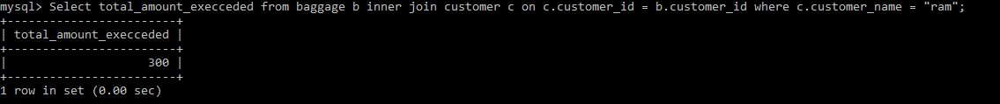 mysql> Select total_amount_execceded from baggage b inner join customer c on c.customer_id = b.customer_id where c.customer_name = "ram";
+------------------------+
| total_amount_execceded |
+------------------------+
|                    300 |
+------------------------+
1 row in set (0.00 sec)